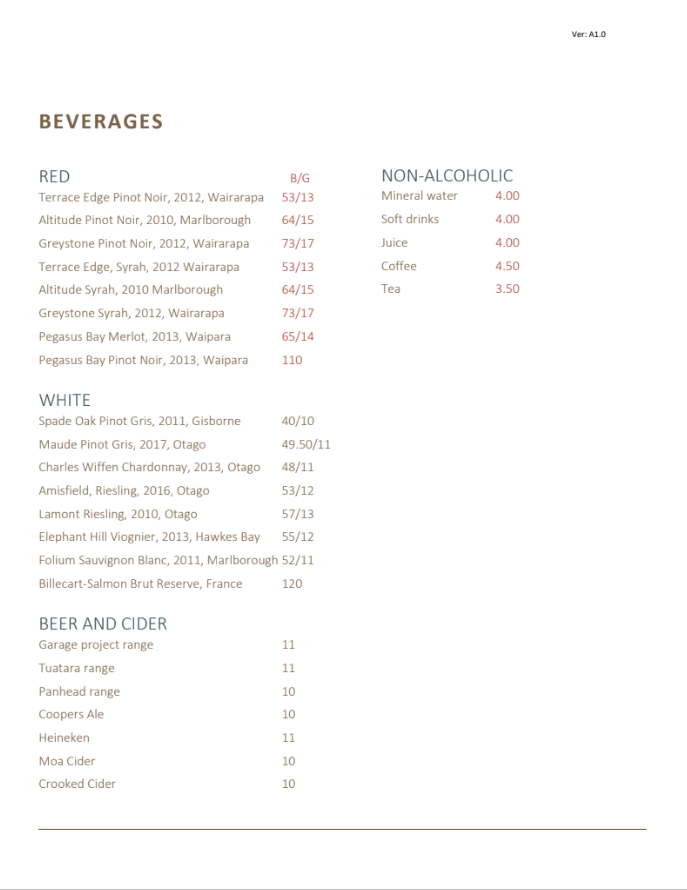 Ver: A1.0
BEVERAGES
RED B/G
Terrace Edge Pinot Noir, 2012, Wairarapa 53/13
Altitude Pinot Noir, 2010, Marlborough 64/15
Greystone Pinot Noir, 2012, Wairarapa 73/17
Terrace Edge, Syrah, 2012 Wairarapa 53/13
Altitude Syrah, 2010 Marlborough 64/15
Greystone Syrah, 2012, Wairarapa 73/17
Pegasus Bay Merlot, 2013, Waipara 65/14
Pegasus Bay Pinot Noir, 2013, Waipara 110
WHITE
Spade Oak Pinot Gris, 2011, Gisborne 40/10
Maude Pinot Gris, 2017, Otago 49.50/11
Charles Wiffen Chardonnay, 2013, Otago 48/11
Amisfield, Riesling, 2016, Otago 53/12
Lamont Riesling, 2010, Otago 57/13
Elephant Hill Viognier, 2013, Hawkes Bay 55/12
Folium Sauvignon Blanc, 2011, Marlborough 52/11
Billecart-Salmon Brut Reserve, France 120
BEER AND CIDER
Garage project range 11
Tuatara range 11
Panhead range 10
Coopers Ale 10
Heineken 11
Moa Cider 10
Crooked Cider 10
NON-ALCOHOLIC
Mineral water 4.00
Soft drinks 4.00
Juice 4.00
Coffee 4.50
Tea 3.50